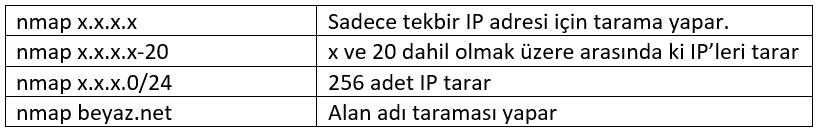 nmap x.x.x.x Sadece tekbir IP adresi için tarama yapar.
nmap x.x.x.x-20 x ve 20 dahil olmak üzere arasında ki IP’leri tarar
nmap x.x.x.0/24 256 adet IP tarar
nmap beyaz.net Alan adı taraması yapar